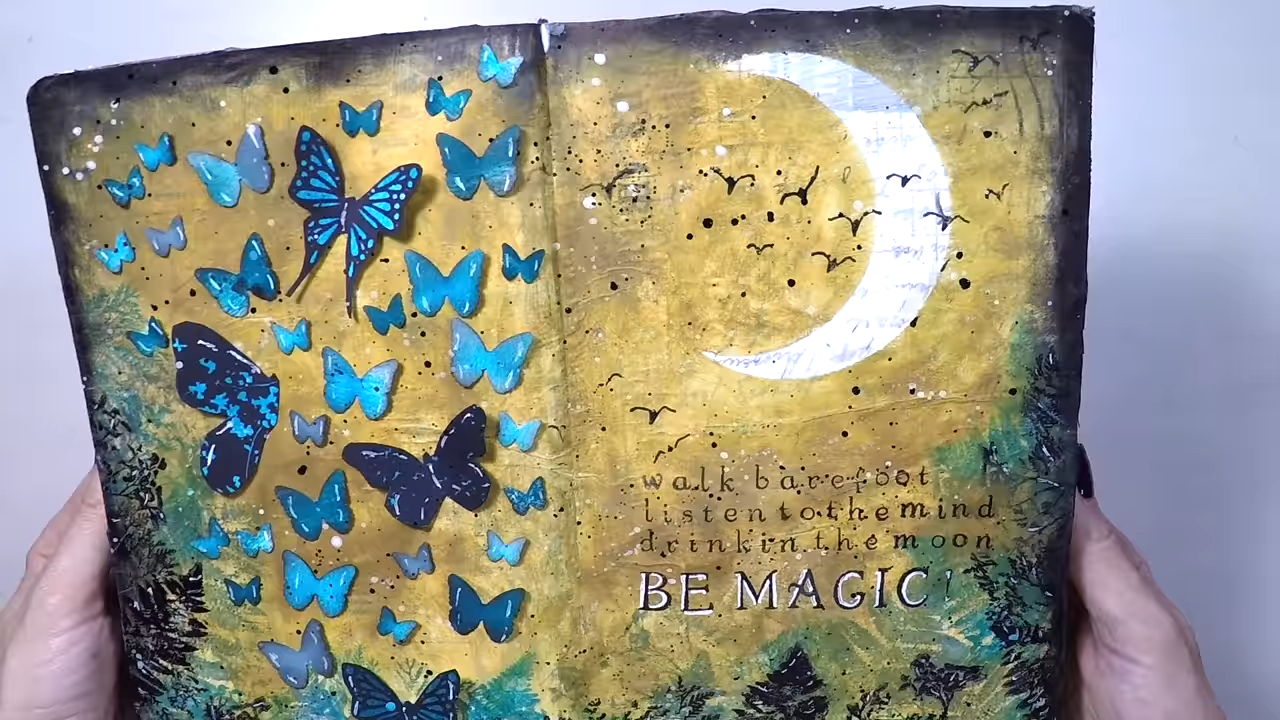 walk barefoot
listen to the mind
drink in the moon
BE MAGIC!